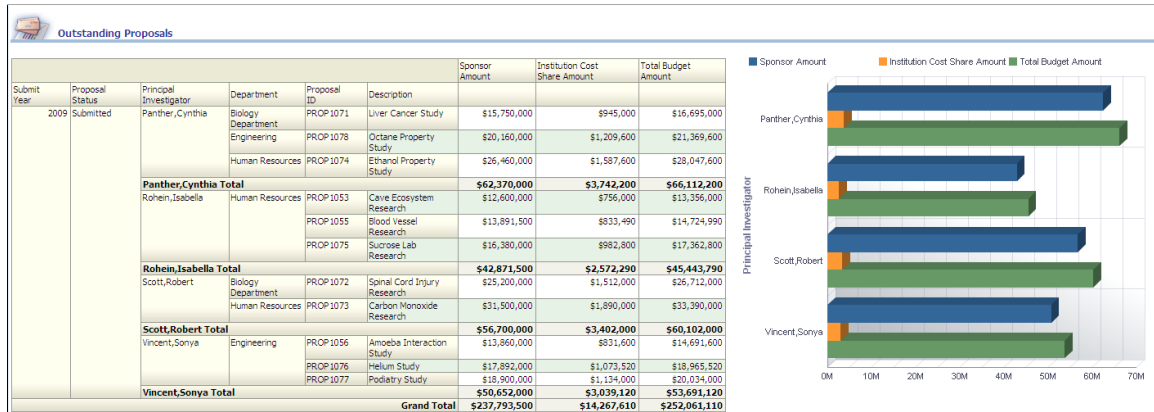 Outstanding Proposals
Sponsor Amount Institution Cost Share Amount Total Budget Amount
Submit Year Proposal Status Principal Investigator Department Proposal ID Description
2009 Submitted Panther,Cynthia Biology Department PROP1071 Liver Cancer Study $15,750,000 $945,000 $16,695,000
Engineering PROP1078 Octane Property Study $20,160,000 $1,209,600 $21,369,600
Human Resources PROP1074 Ethanol Property Study $26,460,000 $1,587,600 $28,047,600
Panther,Cynthia Total $62,370,000 $3,742,200 $66,112,200
Rohein,Isabella Human Resources PROP1053 Cave Ecosystem Research $12,600,000 $756,000 $13,356,000
PROP1055 Blood Vessel Research $13,891,500 $833,490 $14,724,990
PROP1075 Sucrose Lab Research $16,380,000 $982,800 $17,362,800
Rohein,Isabella Total $42,871,500 $2,572,290 $45,443,790
Scott,Robert Biology Department PROP1072 Spinal Cord Injury Research $25,200,000 $1,512,000 $26,712,000
Human Resources PROP1073 Carbon Monoxide Research $31,500,000 $1,890,000 $33,390,000
Scott,Robert Total $56,700,000 $3,402,000 $60,102,000
Vincent,Sonya Engineering PROP1056 Amoeba Interaction Study $13,860,000 $831,600 $14,691,600
PROP1076 Helium Study $17,892,000 $1,073,520 $18,965,520
PROP1077 Podiatry Study $18,900,000 $1,134,000 $20,034,000
Vincent,Sonya Total $50,652,000 $3,039,120 $53,691,120
Grand Total $237,793,500 $14,267,610 $252,061,110
Sponsor Amount Institution Cost Share Amount Total Budget Amount
Principal Investigator
Panther,Cynthia
Rohein,Isabella
Scott,Robert
Vincent,Sonya
0M 10M 20M 30M 40M 50M 60M 70M